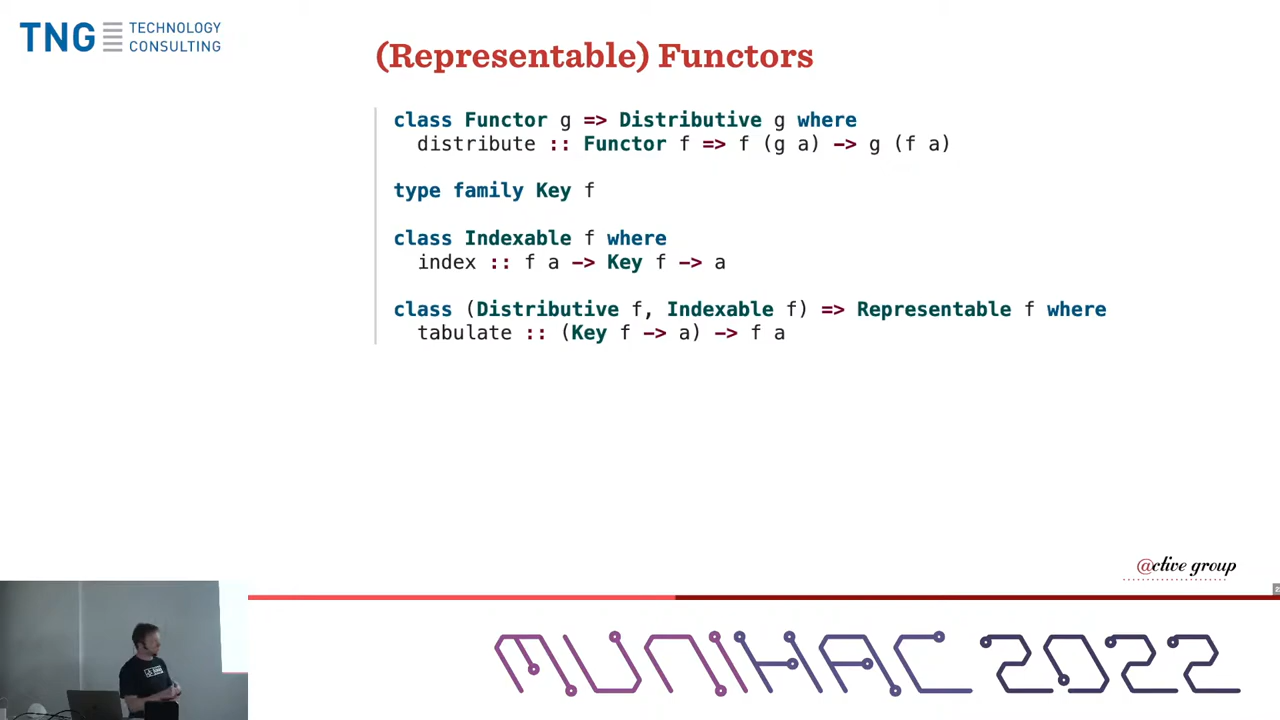 TNG TECHNOLOGY
CONSULTING
(Representable) Functors
class Functor g => Distributive g where
  distribute :: Functor f => f (g a) -> g (f a)
type family Key f
class Indexable f where
  index :: f a -> Key f -> a
class (Distributive f, Indexable f) => Representable f where
  tabulate :: (Key f -> a) -> f a
@ctive group
MUNIHAC 2022